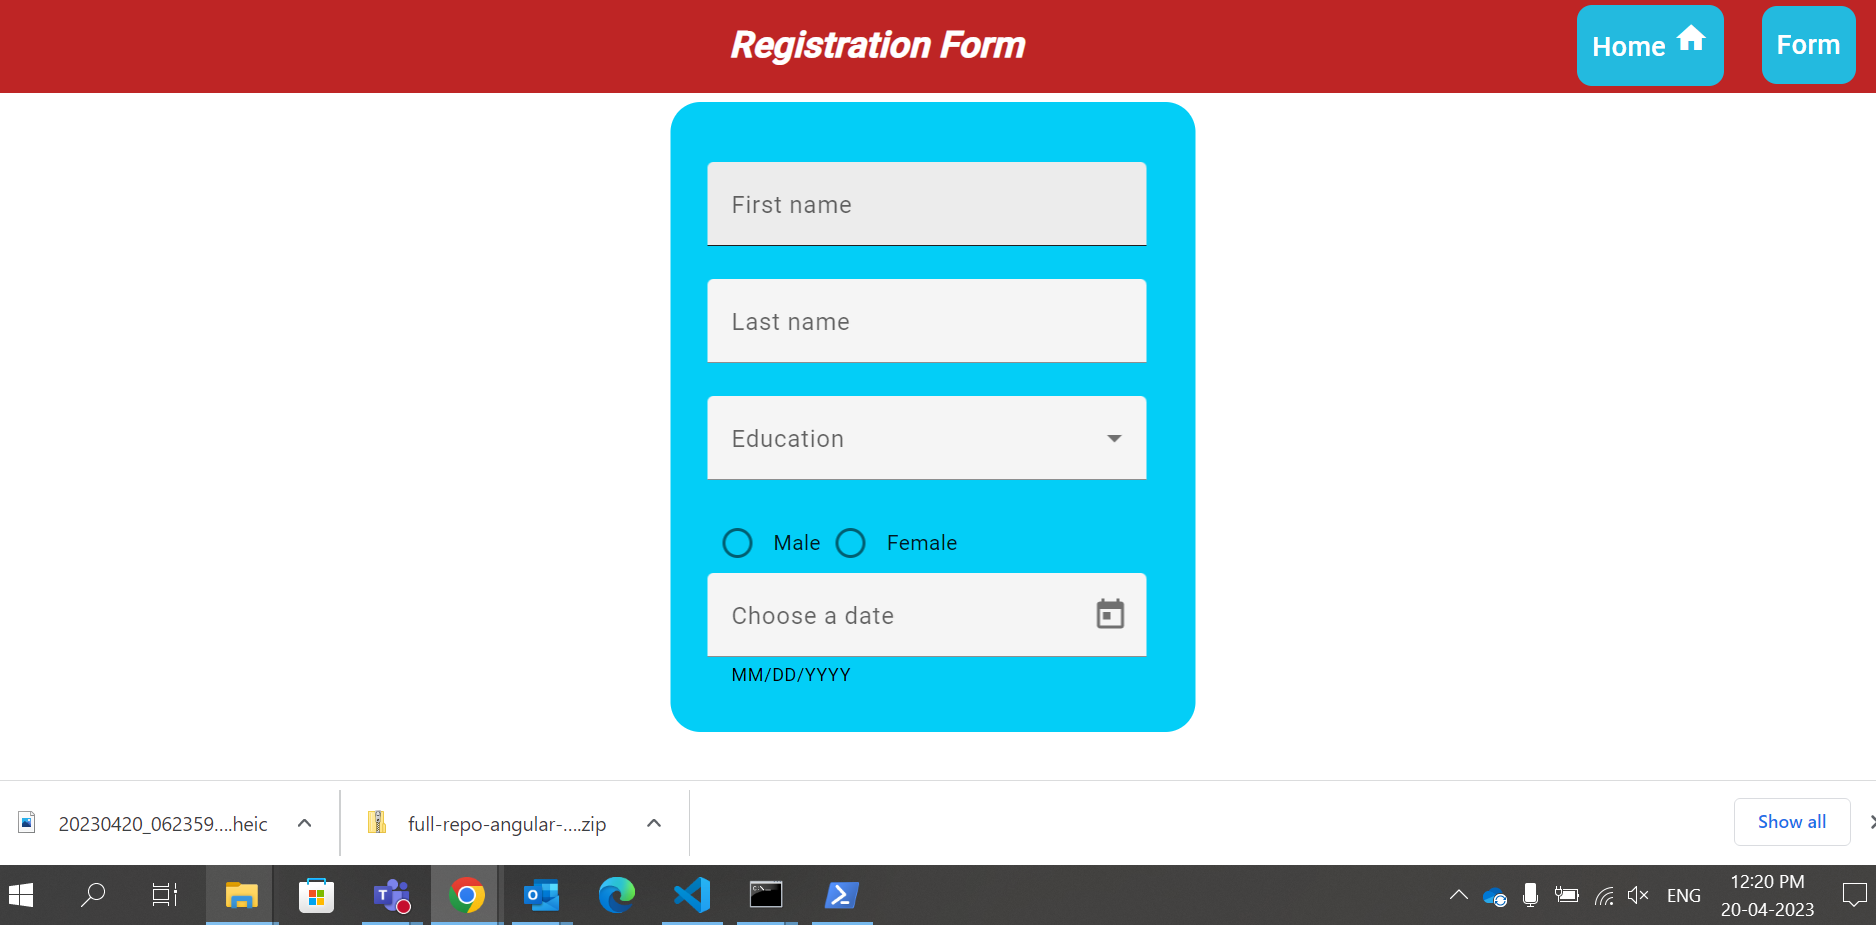 Registration Form
Home
Form
First name
Last name
Education
Male
Female
Choose a date
MM/DD/YYYY
20230420_062359....heic
full-repo-angular-....zip
Show all
ENG
12:20 PM
20-04-2023